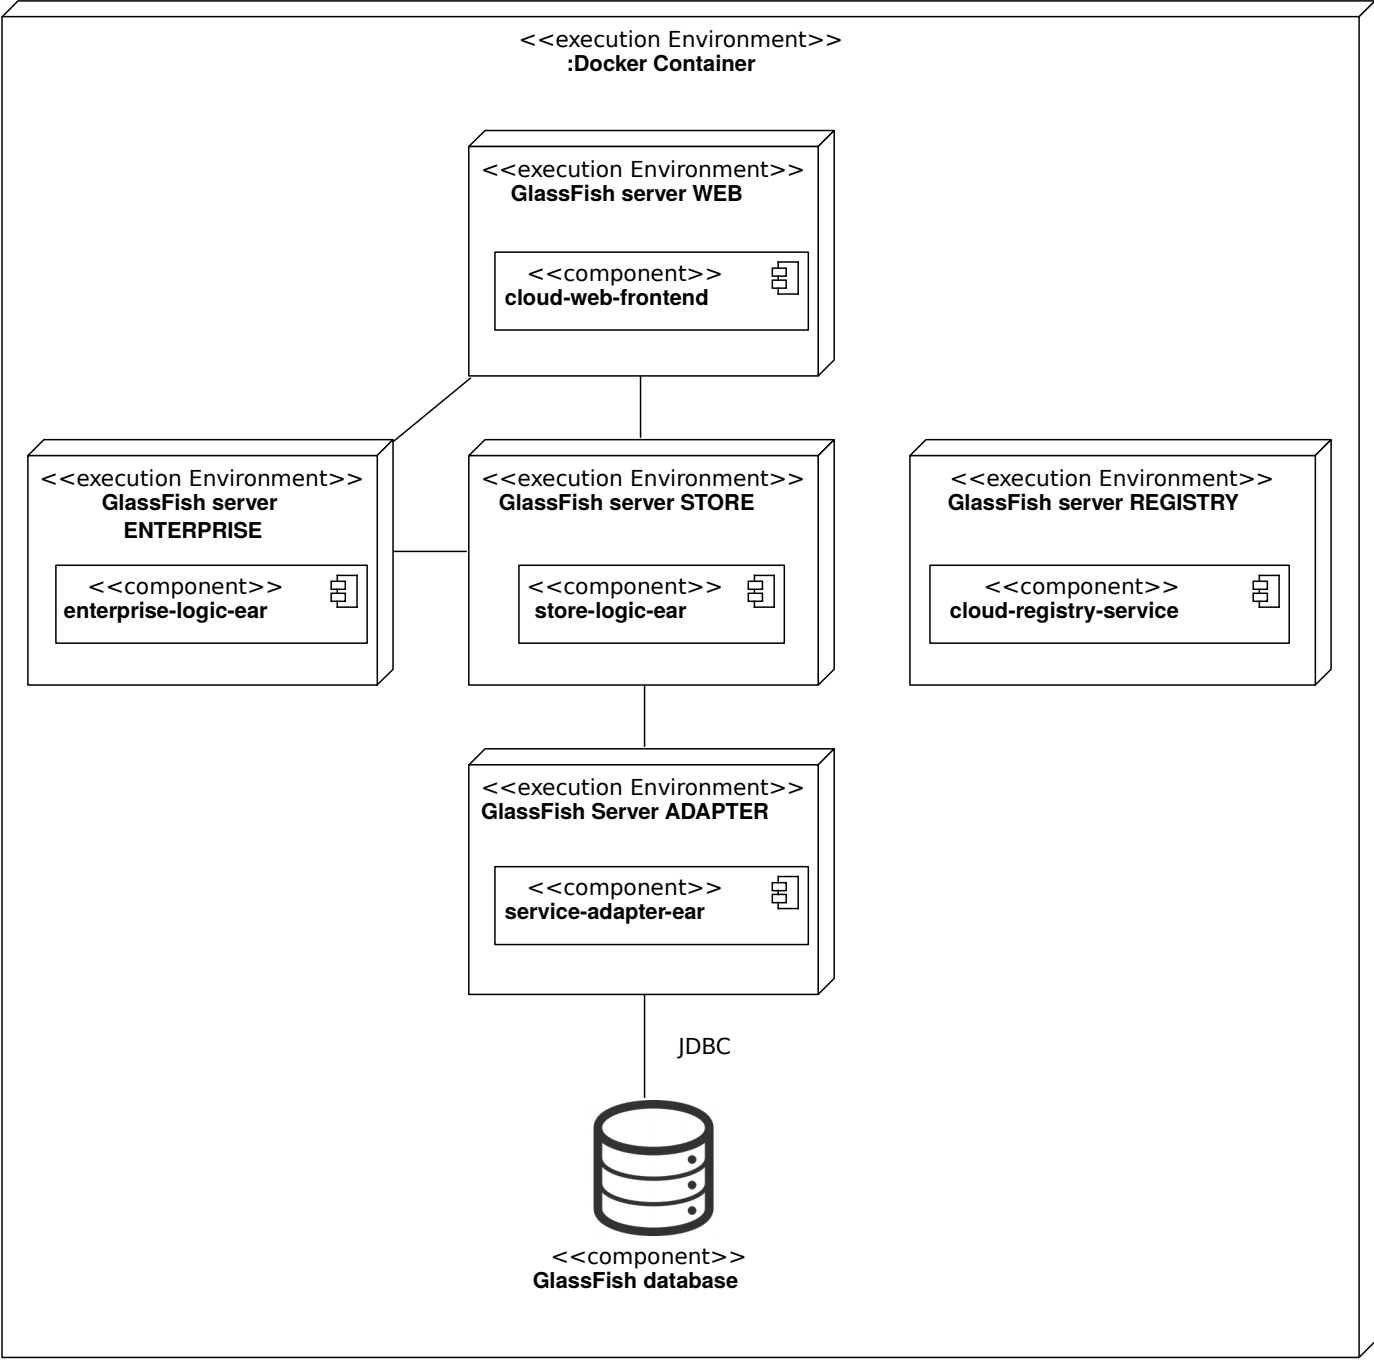 <<execution Environment>>
:Docker Container
<<execution Environment>>
GlassFish server WEB
<<component>>
cloud-web-frontend
<<execution Environment>>
GlassFish server
ENTERPRISE
<<component>>
enterprise-logic-ear
<<execution Environment>>
GlassFish server STORE
<<component>>
store-logic-ear
<<execution Environment>>
GlassFish server REGISTRY
<<component>>
cloud-registry-service
<<execution Environment>>
GlassFish Server ADAPTER
<<component>>
service-adapter-ear
JDBC
<<component>>
GlassFish database